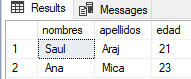 Results Messages
nombres apellidos edad
1 Saul Araj 21
2 Ana Mica 23